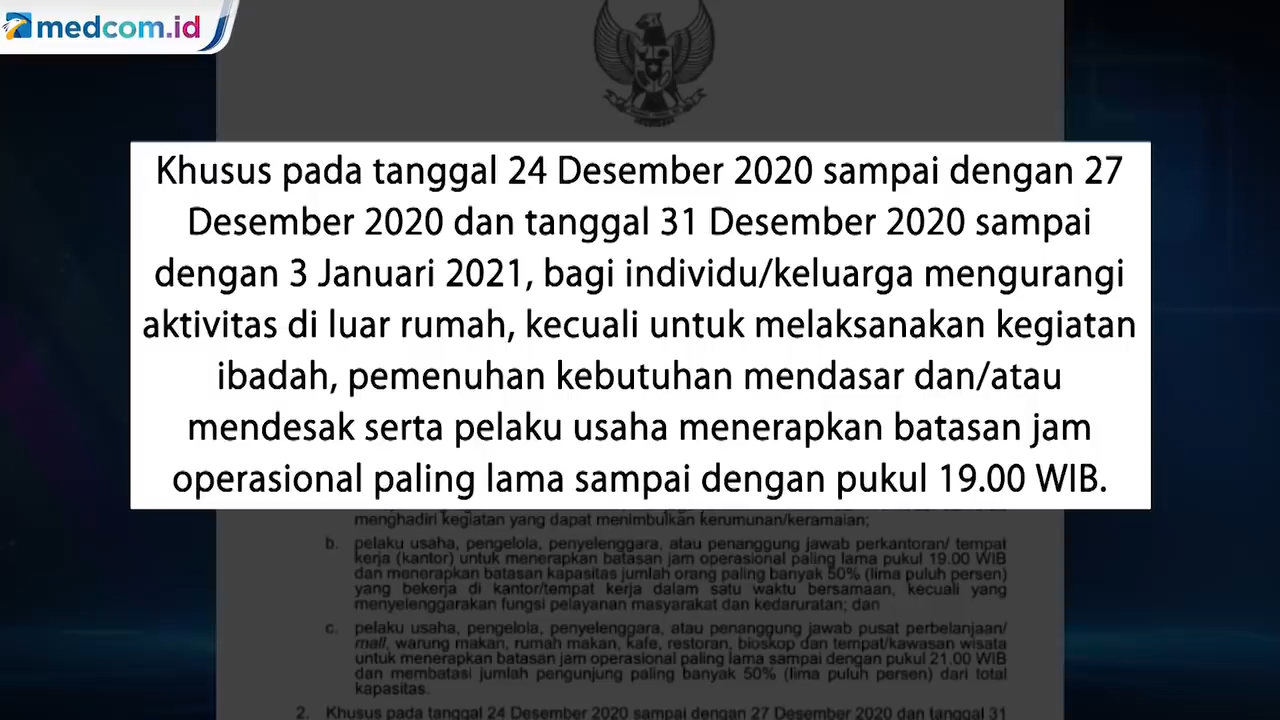 medcom.id
Khusus pada tanggal 24 Desember 2020 sampai dengan 27
Desember 2020 dan tanggal 31 Desember 2020 sampai
dengan 3 Januari 2021, bagi individu/keluarga mengurangi
aktivitas di luar rumah, kecuali untuk melaksanakan kegiatan
ibadah, pemenuhan kebutuhan mendasar dan/atau
mendesak serta pelaku usaha menerapkan batasan jam
operasional paling lama sampai dengan pukul 19.00 WIB.
menghadiri kegiatan yang dapat menimbulkan kerumunan/keramaian;
b. pelaku usaha, pengelola, penyelenggara, atau penanggung jawab perkantoran/ tempat
kerja (kantor) untuk menerapkan batasan jam operasional paling lama pukul 19.00 WIB
dan menerapkan batasan kapasitas jumlah orang paling banyak 50% (lima puluh persen)
yang bekerja di kantor/tempat kerja dalam satu waktu bersamaan, kecuali yang
menyelenggarakan fungsi pelayanan masyarakat dan kedaruratan; dan
c. pelaku usaha, pengelola, penyelenggara, atau penanggung jawab pusat perbelanjaan/
mall, warung makan, rumah makan, kafe, restoran, bioskop dan tempat/kawasan wisata
untuk menerapkan batasan jam operasional paling lama sampai dengan pukul 21.00 WIB
dan membatasi jumlah pengunjung paling banyak 50% (lima puluh persen) dari total
kapasitas.
2. Khusus pada tanggal 24 Desember 2020 sampai dengan 27 Desember 2020 dan tanggal 31